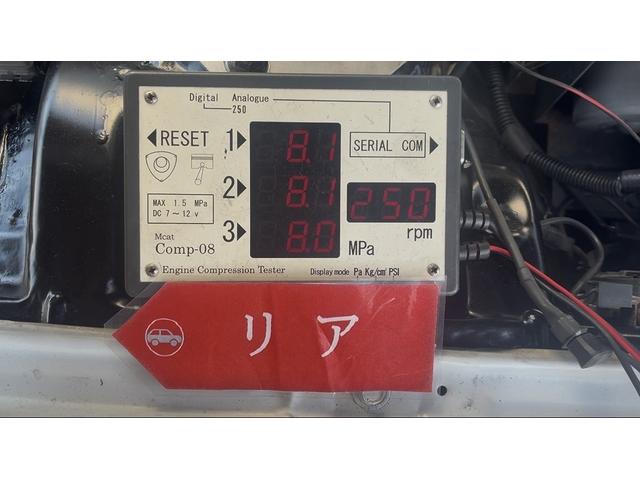 Digital Analogue
250
◀RESET 1▶ 8.1 SERIAL COM ▶
2▶ 8.1 250
MAX 1.5 MPa
DC 7～12 v
rpm
3▶ 8.0 MPa
Mcat
Comp-08
Engine Compression Tester Display mode Pa Kg/cm² PSI
リア